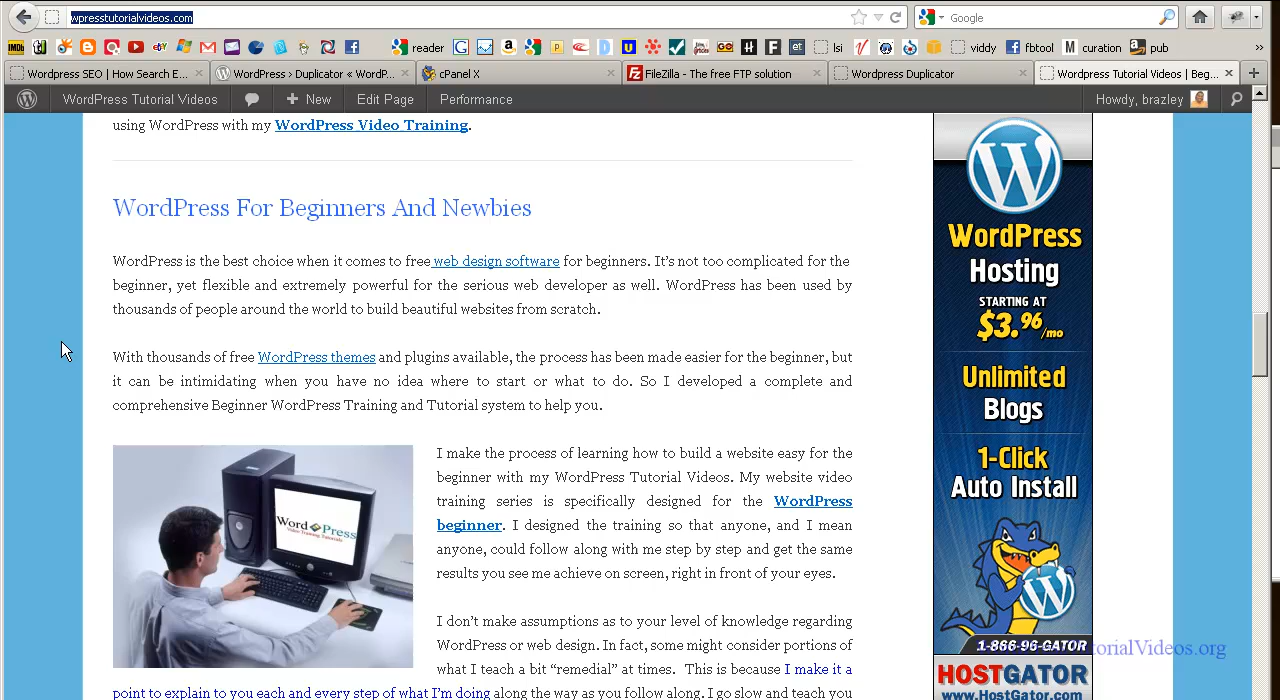 wpresstutorialvideos.com
Google
reader
lsi
viddy
fbtool
curation
pub
Wordpress SEO | How Search E...
WordPress › Duplicator « WordP...
cPanel X
FileZilla - The free FTP solution
Wordpress Duplicator
Wordpress Tutorial Videos | Beg...
WordPress Tutorial Videos
New
Edit Page
Performance
Howdy, brazley
using WordPress with my WordPress Video Training.
WordPress For Beginners And Newbies
WordPress is the best choice when it comes to free web design software for beginners. It's not too complicated for the
beginner, yet flexible and extremely powerful for the serious web developer as well. WordPress has been used by
thousands of people around the world to build beautiful websites from scratch.
With thousands of free WordPress themes and plugins available, the process has been made easier for the beginner, but
it can be intimidating when you have no idea where to start or what to do. So I developed a complete and
comprehensive Beginner WordPress Training and Tutorial system to help you.
WordPress
Video Training Tutorials
I make the process of learning how to build a website easy for the
beginner with my WordPress Tutorial Videos. My website video
training series is specifically designed for the WordPress
beginner. I designed the training so that anyone, and I mean
anyone, could follow along with me step by step and get the same
results you see me achieve on screen, right in front of your eyes.
I don't make assumptions as to your level of knowledge regarding
WordPress or web design. In fact, some might consider portions of
what I teach a bit “remedial” at times. This is because I make it a
point to explain to you each and every step of what I'm doing along the way as you follow along. I go slow and teach you
WordPress
Hosting
STARTING AT
$3.96/mo
Unlimited
Blogs
1-Click
Auto Install
1-866-96-GATOR
HOSTGATOR
www.HostGator.com
torialVideos.org